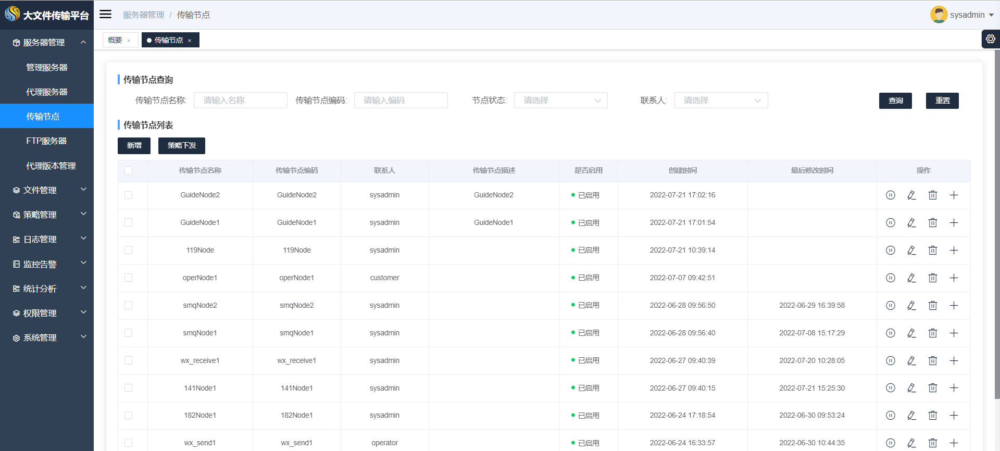 大文件传输平台
服务器管理 / 传输节点
sysadmin
概要 ×
传输节点 ×
服务器管理
管理服务器
代理服务器
传输节点
FTP服务器
代理版本管理
文件管理
策略管理
日志管理
监控告警
统计分析
权限管理
系统管理
传输节点查询
传输节点名称: 请输入名称 传输节点编码: 请输入编码 节点状态: 请选择 联系人: 请选择 查询 重置
传输节点列表
新增 策略下发
传输节点名称 传输节点编码 联系人 传输节点描述 是否启用 创建时间 最后修改时间 操作
GuideNode2 GuideNode2 sysadmin GuideNode2 已启用 2022-07-21 17:02:16
GuideNode1 GuideNode1 sysadmin GuideNode1 已启用 2022-07-21 17:01:54
119Node 119Node sysadmin 已启用 2022-07-21 10:39:14
operNode1 operNode1 customer 已启用 2022-07-07 09:42:51
smqNode2 smqNode2 sysadmin 已启用 2022-06-28 09:56:50 2022-06-29 16:39:58
smqNode1 smqNode1 sysadmin 已启用 2022-06-28 09:56:40 2022-07-08 15:17:29
wx_receive1 wx_receive1 sysadmin 已启用 2022-06-27 09:40:39 2022-07-20 10:28:05
141Node1 141Node1 sysadmin 已启用 2022-06-27 09:40:15 2022-07-21 15:25:30
182Node1 182Node1 sysadmin 已启用 2022-06-24 17:18:54 2022-06-30 09:53:24
wx_send1 wx_send1 operator 已启用 2022-06-24 16:33:57 2022-06-30 10:44:35